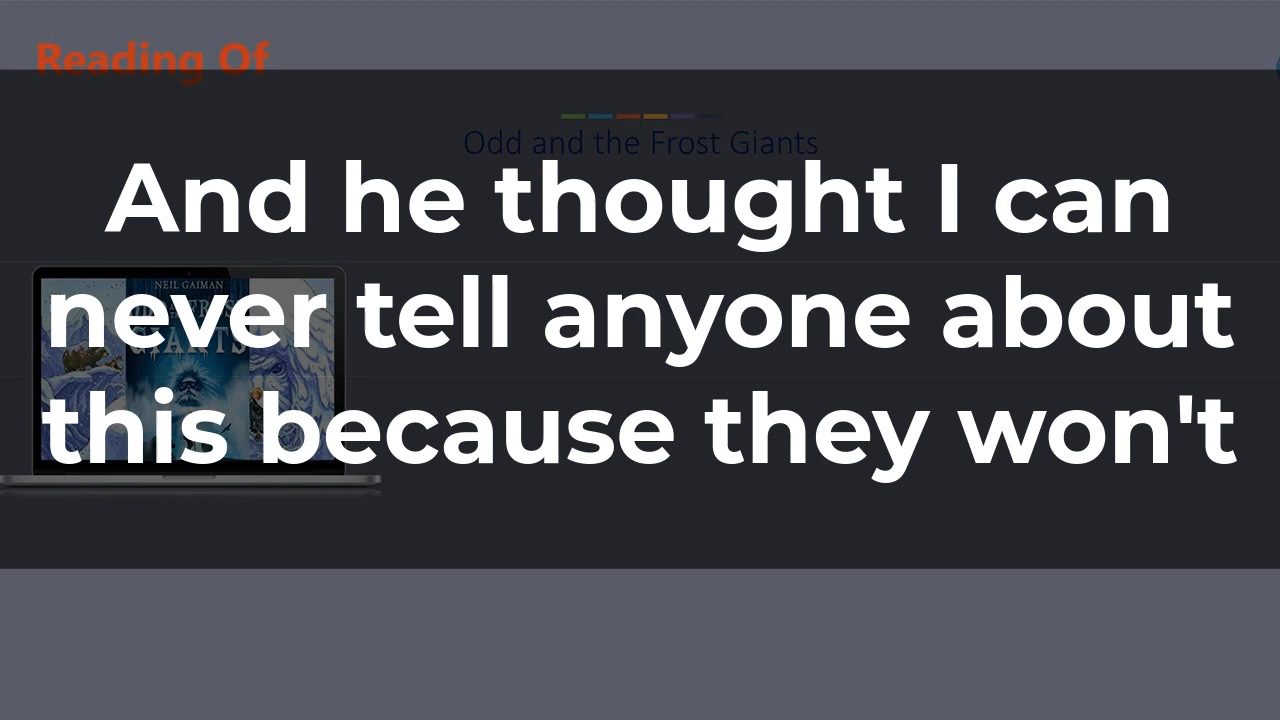 Reading Of
Odd and the Frost Giants
And he thought I can
never tell anyone about
this because they won't
NEIL GAIMAN
GIANTS